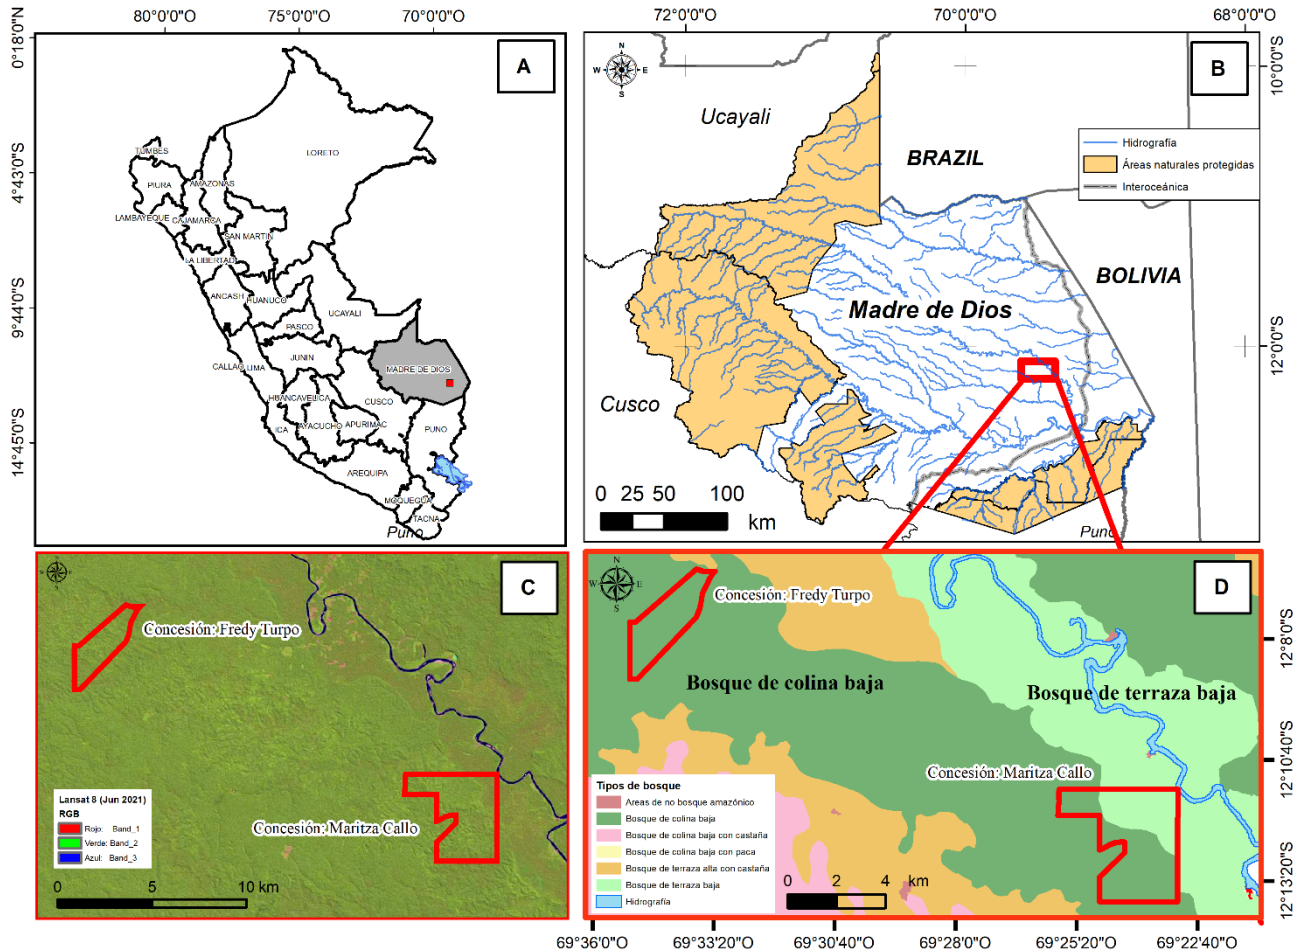 80°0'0"O
75°0'0"O
70°0'0"O
0°18'0"N
4°43'0"S
9°44'0"S
14°45'0"S
A
TUMBES
LORETO
PIURA
AMAZONAS
LAMBAYEQUE
CAJAMARCA
SAN MARTIN
LA LIBERTAD
ANCASH
HUANUCO
UCAYALI
PASCO
JUNIN
CALLAO
LIMA
MADRE DE DIOS
HUANCAVELICA
CUSCO
ICA
AYACUCHO
APURIMAC
PUNO
AREQUIPA
MOQUEGUA
TACNA
Puno
72°0'0"O
70°0'0"O
68°0'0"O
10°0'0"S
12°0'0"S
N
W E
S
B
Ucayali
BRAZIL
Hidrografía
Áreas naturales protegidas
Interoceánica
BOLIVIA
Madre de Dios
Cusco
0 25 50 100
km
Puno
C
Concesión: Fredy Turpo
Concesión: Maritza Callo
Lansat 8 (Jun 2021)
RGB
Rojo: Band_1
Verde: Band_2
Azul: Band_3
0 5 10 km
N
W E
S
D
Concesión: Fredy Turpo
Bosque de colina baja
Bosque de terraza baja
Concesión: Maritza Callo
Tipos de bosque
Areas de no bosque amazónico
Bosque de colina baja
Bosque de colina baja con castaña
Bosque de colina baja con paca
Bosque de terraza alta con castaña
Bosque de terraza baja
Hidrografía
0 2 4 km
12°8'0"S
12°10'40"S
12°13'20"S
69°36'0"O
69°33'20"O
69°30'40"O
69°28'0"O
69°25'20"O
69°22'40"O